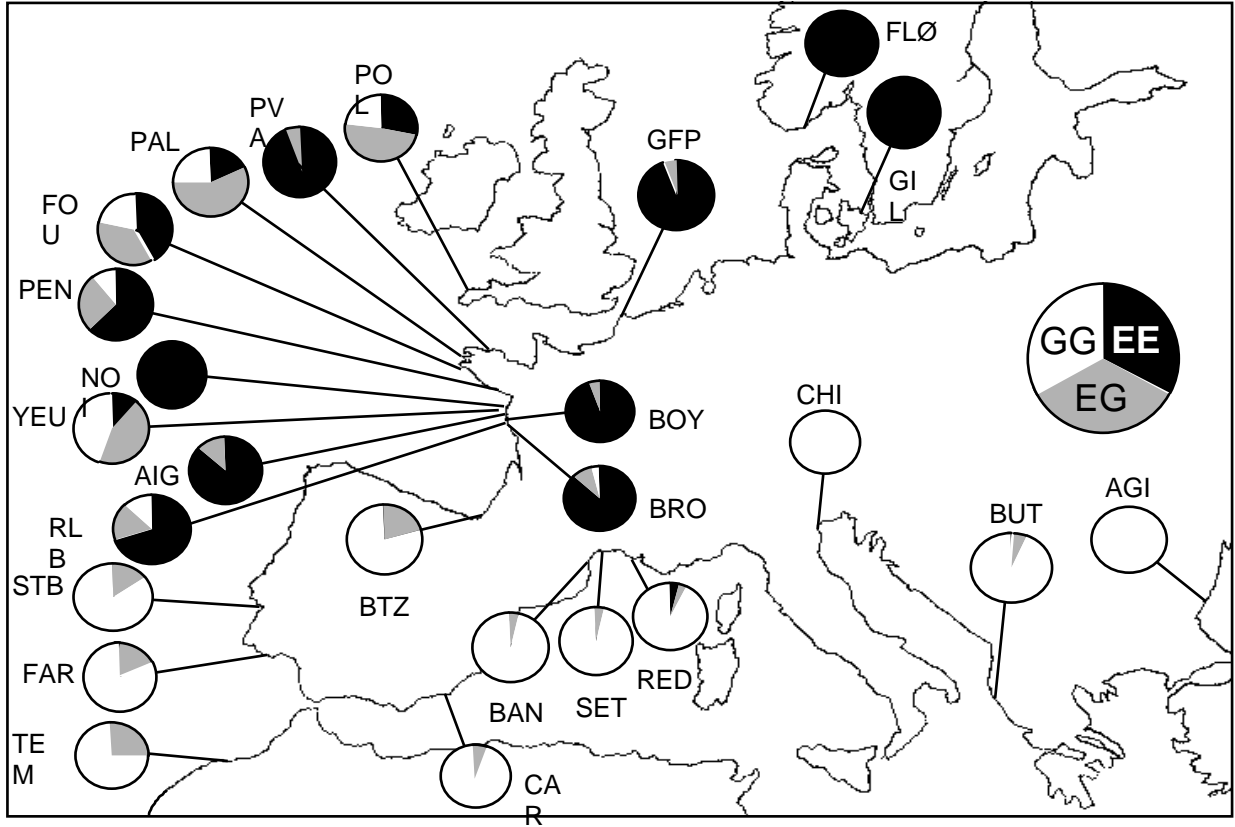 FLØ
PO
L
PV
A
PAL
GFP
GI
L
FO
U
PEN
GG EE
EG
NO
I
YEU
CHI
BOY
AIG
AGI
BRO
BUT
RL
B
STB
BTZ
FAR
RED
SET
BAN
TE
M
CA
R